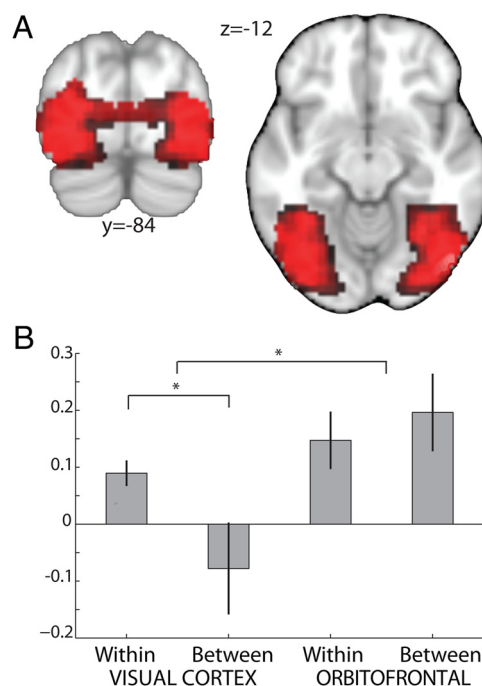 A
z=-12
y=-84
B
0.3
0.2
0.1
0
-0.1
-0.2
*
*
Within Between Within Between
VISUAL CORTEX ORBITOFRONTAL